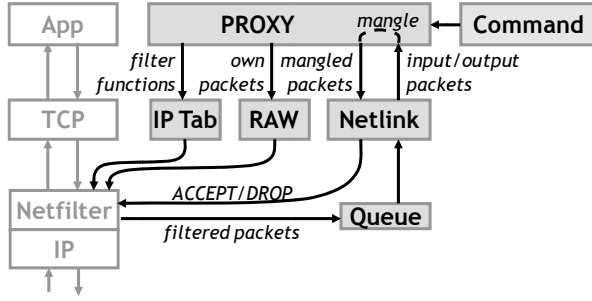 App
PROXY
mangle
Command
filter
functions
own
packets
mangled
packets
input/output
packets
TCP
IP Tab
RAW
Netlink
ACCEPT/DROP
Netfilter
Queue
filtered packets
IP